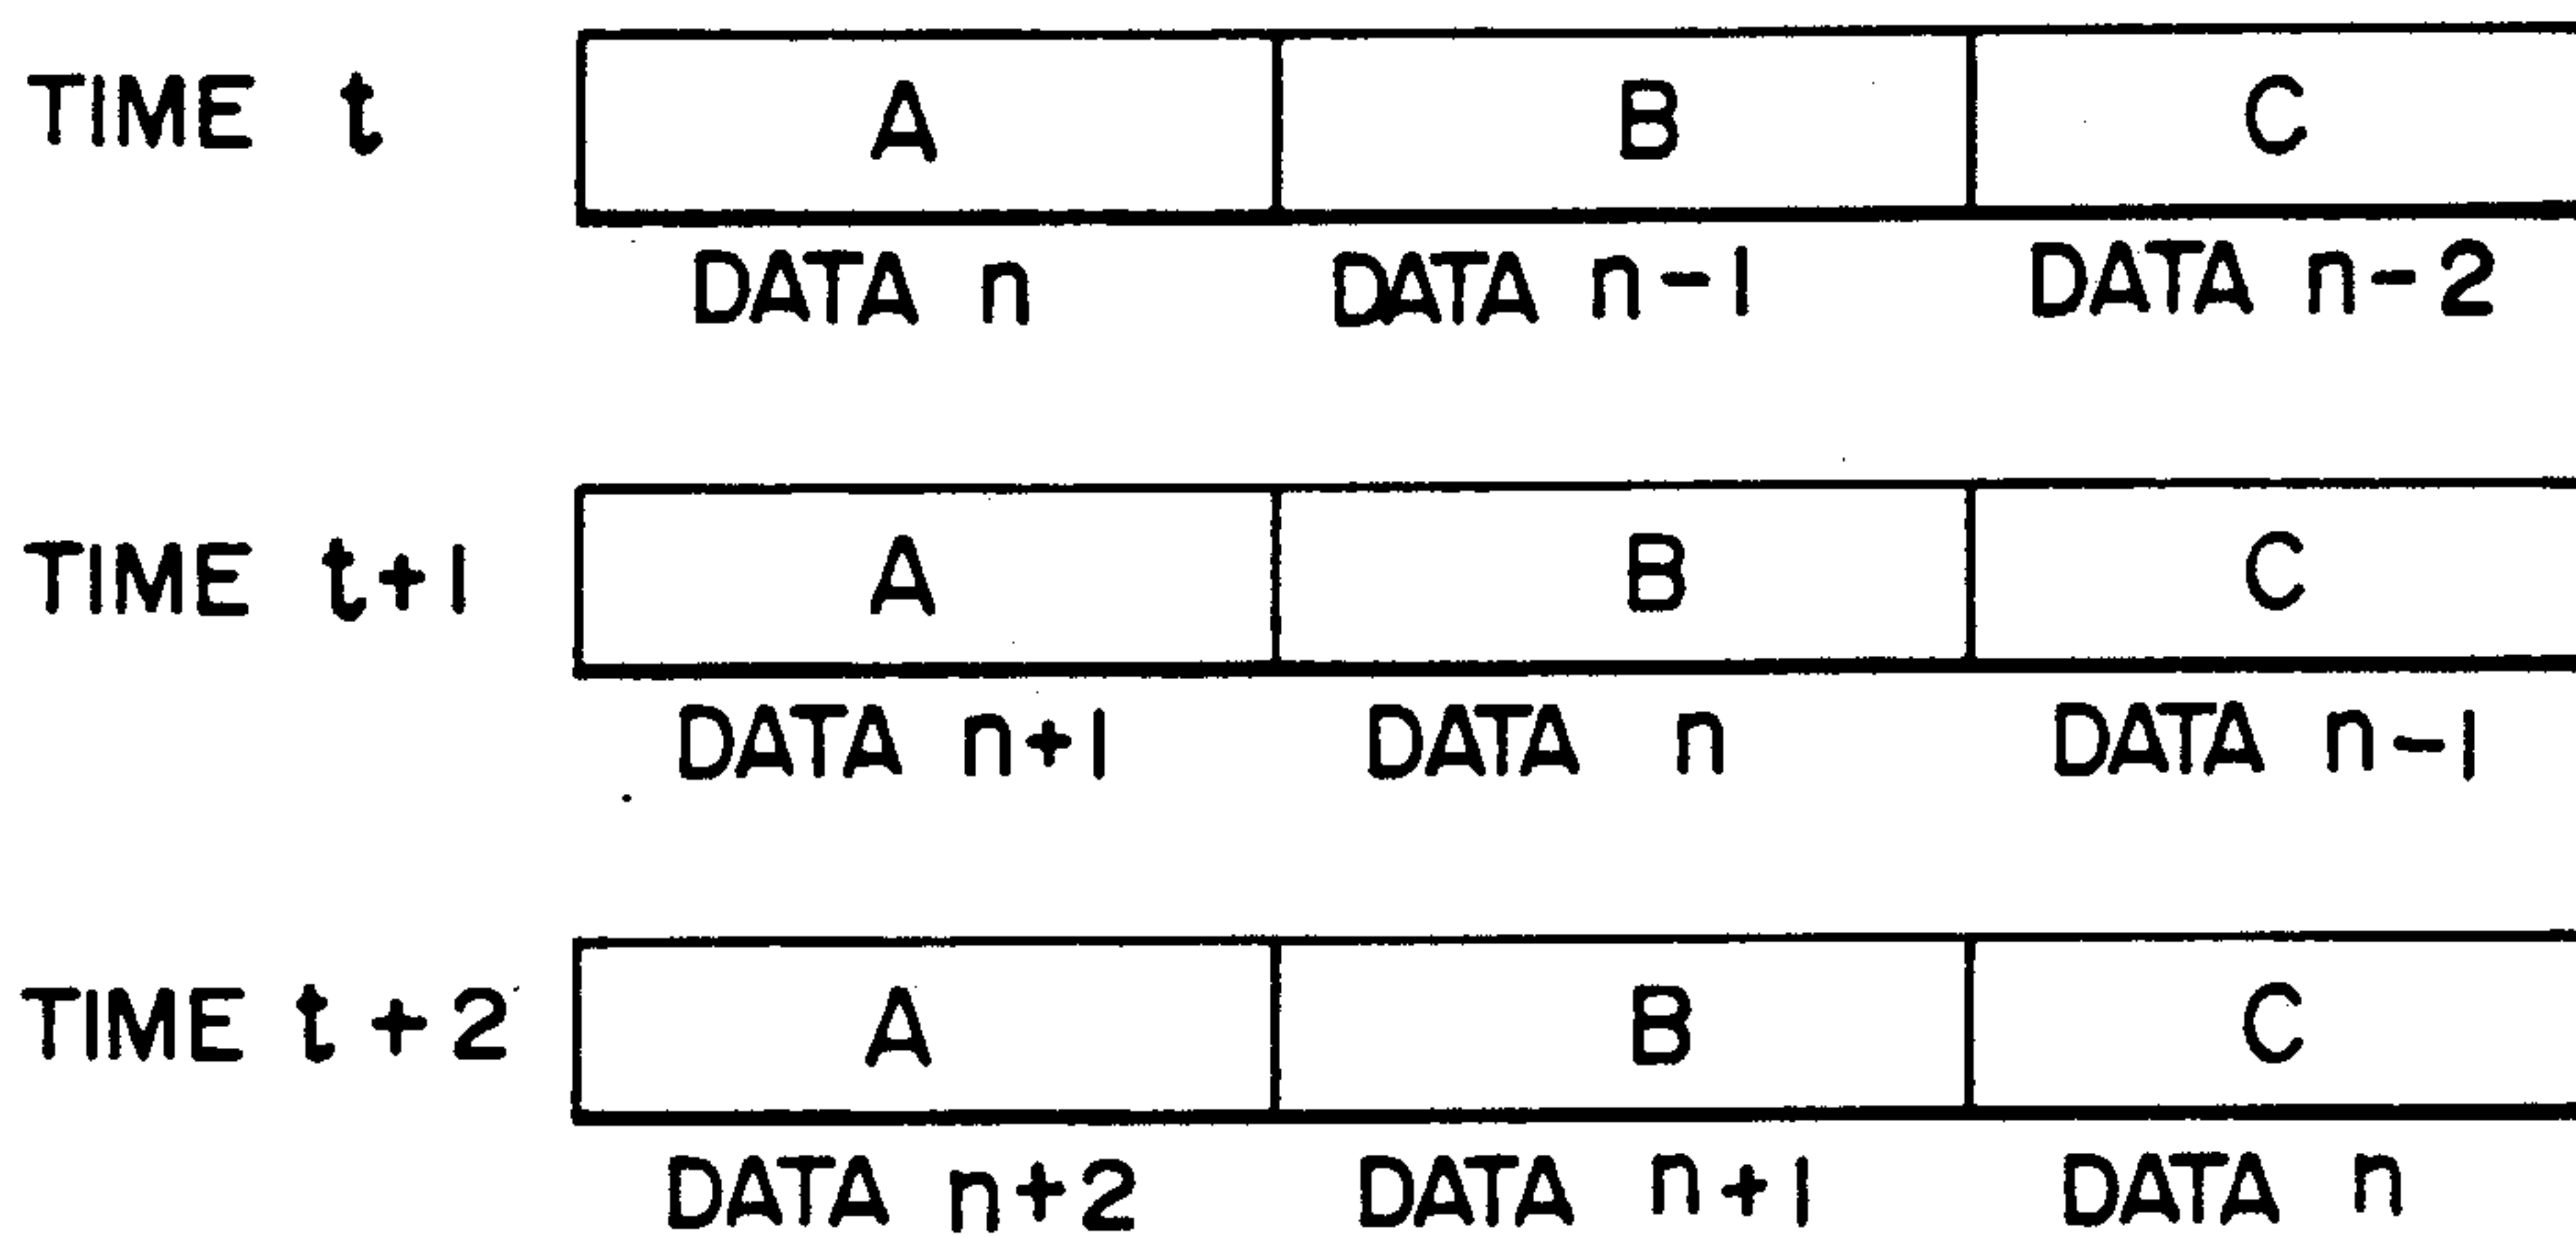 TIME t A B C
DATA n DATA n-1 DATA n-2
TIME t+1 A B C
DATA n+1 DATA n DATA n-1
TIME t+2 A B C
DATA n+2 DATA n+1 DATA n